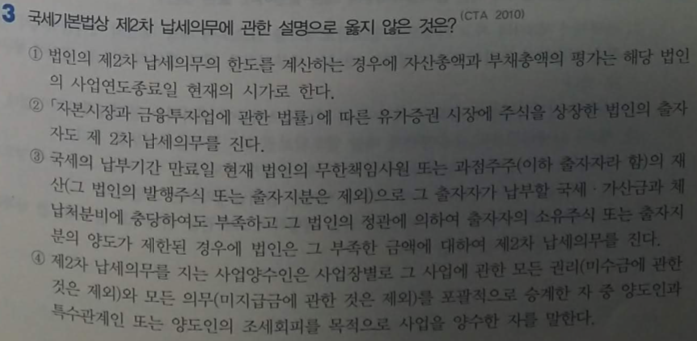 3 국세기본법상 제2차 납세의무에 관한 설명으로 옳지 않은 것은? (CTA 2010)
① 법인의 제2차 납세의무의 한도를 계산하는 경우에 자산총액과 부채총액의 평가는 해당 법인
의 사업연도종료일 현재의 시가로 한다.
② 「자본시장과 금융투자업에 관한 법률」에 따른 유가증권 시장에 주식을 상장한 법인의 출자
자도 제 2차 납세의무를 진다.
③ 국세의 납부기간 만료일 현재 법인의 무한책임사원 또는 과점주주(이하 출자자라 함)의 재
산(그 법인의 발행주식 또는 출자지분은 제외)으로 그 출자자가 납부할 국세·가산금과 체
납처분비에 충당하여도 부족하고 그 법인의 정관에 의하여 출자자의 소유주식 또는 출자지
분의 양도가 제한된 경우에 법인은 그 부족한 금액에 대하여 제2차 납세의무를 진다.
④ 제2차 납세의무를 지는 사업양수인은 사업장별로 그 사업에 관한 모든 권리(미수금에 관한
것은 제외)와 모든 의무(미지급금에 관한 것은 제외)를 포괄적으로 승계한 자 중 양도인과
특수관계인 또는 양도인의 조세회피를 목적으로 사업을 양수한 자를 말한다.